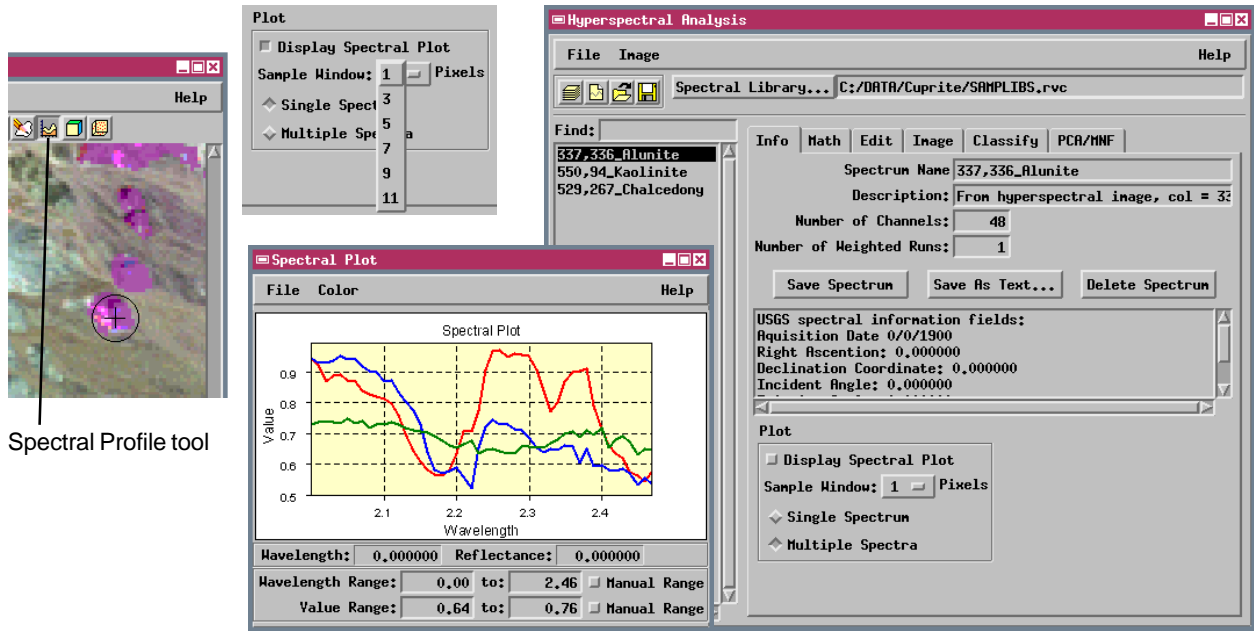 Help
Spectral Profile tool
Plot
Display Spectral Plot
Sample Window: 1 Pixels
Single Spect
Multiple Spe ra
3
5
7
9
11
Spectral Plot
File Color Help
Spectral Plot
Value
0.9
0.8
0.7
0.6
0.5
2.1 2.2 2.3 2.4
Wavelength
Wavelength: 0.000000 Reflectance: 0.000000
Wavelength Range: 0.00 to: 2.46 Manual Range
Value Range: 0.64 to: 0.76 Manual Range
Hyperspectral Analysis
File Image Help
Spectral Library... C:/DATA/Cuprite/SAMPLIBS.rvc
Find:
337,336_Alunite
550,94_Kaolinite
529,267_Chalcedony
Info Math Edit Image Classify PCA/MNF
Spectrum Name 337,336_Alunite
Description: From hyperspectral image, col = 33
Number of Channels: 48
Number of Weighted Runs: 1
Save Spectrum Save As Text... Delete Spectrum
USGS spectral information fields:
Aquisition Date 0/0/1900
Right Ascention: 0.000000
Declination Coordinate: 0.000000
Incident Angle: 0.000000
Plot
Display Spectral Plot
Sample Window: 1 Pixels
Single Spectrum
Multiple Spectra